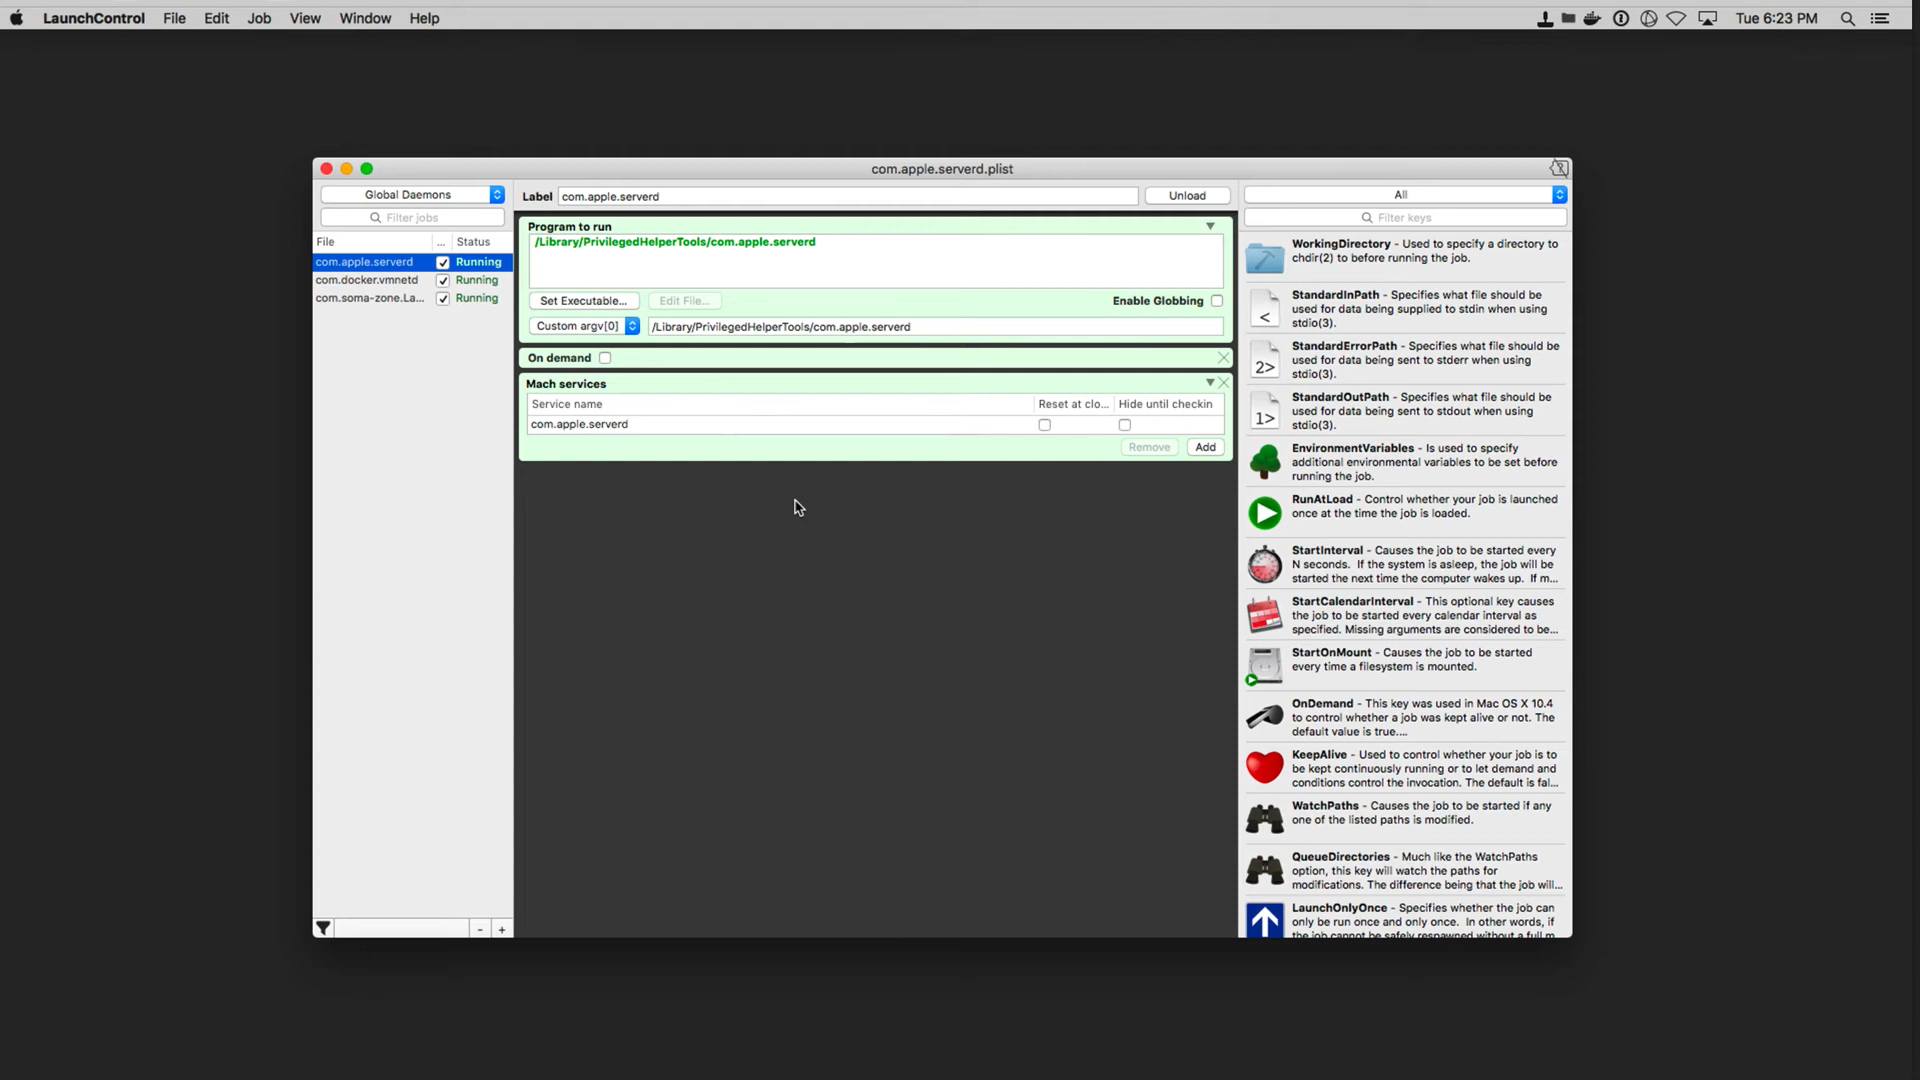 LaunchControl File Edit Job View Window Help
Tue 6:23 PM
com.apple.serverd.plist
Global Daemons
Filter jobs
File ... Status
com.apple.serverd Running
com.docker.vmnetd Running
com.soma-zone.La... Running
- +
Label com.apple.serverd Unload
Program to run
/Library/PrivilegedHelperTools/com.apple.serverd
Set Executable... Edit File... Enable Globbing
Custom argv[0] /Library/PrivilegedHelperTools/com.apple.serverd
On demand
Mach services
Service name Reset at clo... Hide until checkin
com.apple.serverd
Remove Add
All
Filter keys
WorkingDirectory - Used to specify a directory to
chdir(2) to before running the job.
<
StandardInPath - Specifies what file should be
used for data being supplied to stdin when using
stdio(3).
2>
StandardErrorPath - Specifies what file should be
used for data being sent to stderr when using
stdio(3).
1>
StandardOutPath - Specifies what file should be
used for data being sent to stdout when using
stdio(3).
EnvironmentVariables - Is used to specify
additional environmental variables to be set before
running the job.
RunAtLoad - Control whether your job is launched
once at the time the job is loaded.
StartInterval - Causes the job to be started every
N seconds. If the system is asleep, the job will be
started the next time the computer wakes up. If m...
StartCalendarInterval - This optional key causes
the job to be started every calendar interval as
specified. Missing arguments are considered to be...
StartOnMount - Causes the job to be started
every time a filesystem is mounted.
OnDemand - This key was used in Mac OS X 10.4
to control whether a job was kept alive or not. The
default value is true....
KeepAlive - Used to control whether your job is to
be kept continuously running or to let demand and
conditions control the invocation. The default is fal...
WatchPaths - Causes the job to be started if any
one of the listed paths is modified.
QueueDirectories - Much like the WatchPaths
option, this key will watch the paths for
modifications. The difference being that the job will...
LaunchOnlyOnce - Specifies whether the job can
only be run once and only once. In other words, if
the job cannot be safely respawned without a full m...